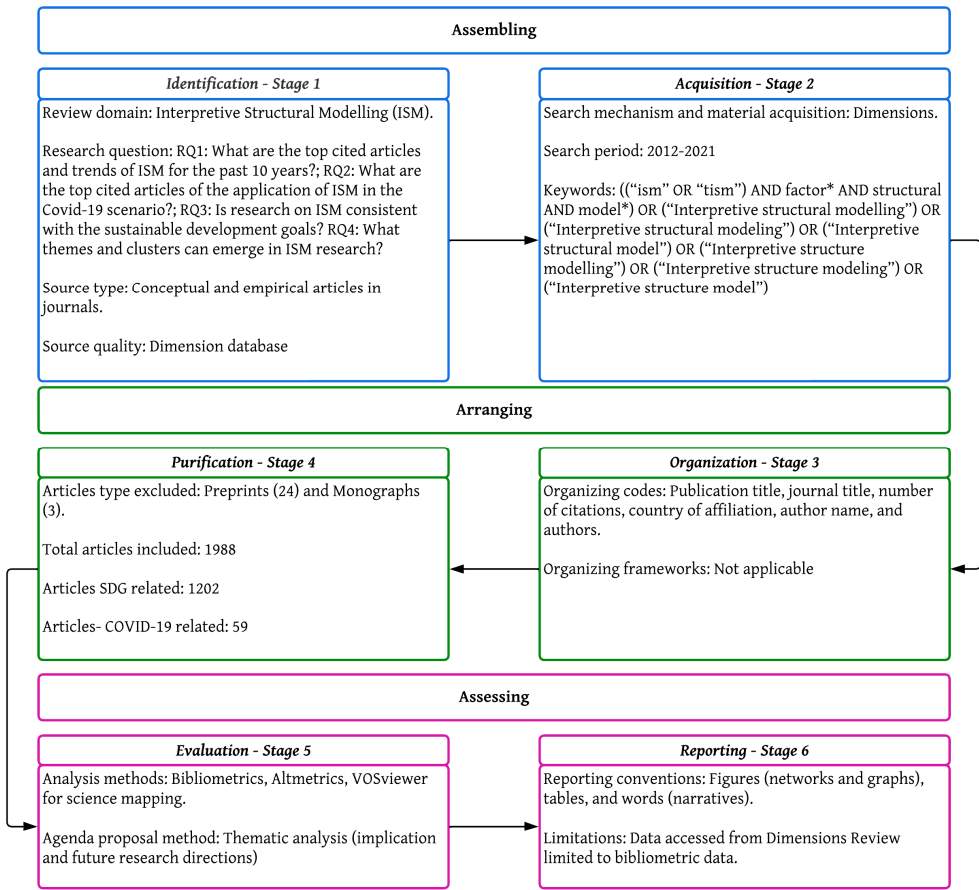 Assembling
Identification - Stage 1
Review domain: Interpretive Structural Modelling (ISM).
Research question: RQ1: What are the top cited articles
and trends of ISM for the past 10 years?; RQ2: What are
the top cited articles of the application of ISM in the
Covid-19 scenario?; RQ3: Is research on ISM consistent
with the sustainable development goals? RQ4: What
themes and clusters can emerge in ISM research?
Source type: Conceptual and empirical articles in
journals.
Source quality: Dimension database
Acquisition - Stage 2
Search mechanism and material acquisition: Dimensions.
Search period: 2012-2021
Keywords: ((“ism” OR “tism”) AND factor* AND structural
AND model*) OR (“Interpretive structural modelling”) OR
(“Interpretive structural modeling”) OR (“Interpretive
structural model”) OR (“Interpretive structure
modelling”) OR (“Interpretive structure modeling”) OR
(“Interpretive structure model”)
Arranging
Purification - Stage 4
Articles type excluded: Preprints (24) and Monographs
(3).
Total articles included: 1988
Articles SDG related: 1202
Articles- COVID-19 related: 59
Organization - Stage 3
Organizing codes: Publication title, journal title, number
of citations, country of affiliation, author name, and
authors.
Organizing frameworks: Not applicable
Assessing
Evaluation - Stage 5
Analysis methods: Bibliometrics, Altmetrics, VOSviewer
for science mapping.
Agenda proposal method: Thematic analysis (implication
and future research directions)
Reporting - Stage 6
Reporting conventions: Figures (networks and graphs),
tables, and words (narratives).
Limitations: Data accessed from Dimensions Review
limited to bibliometric data.